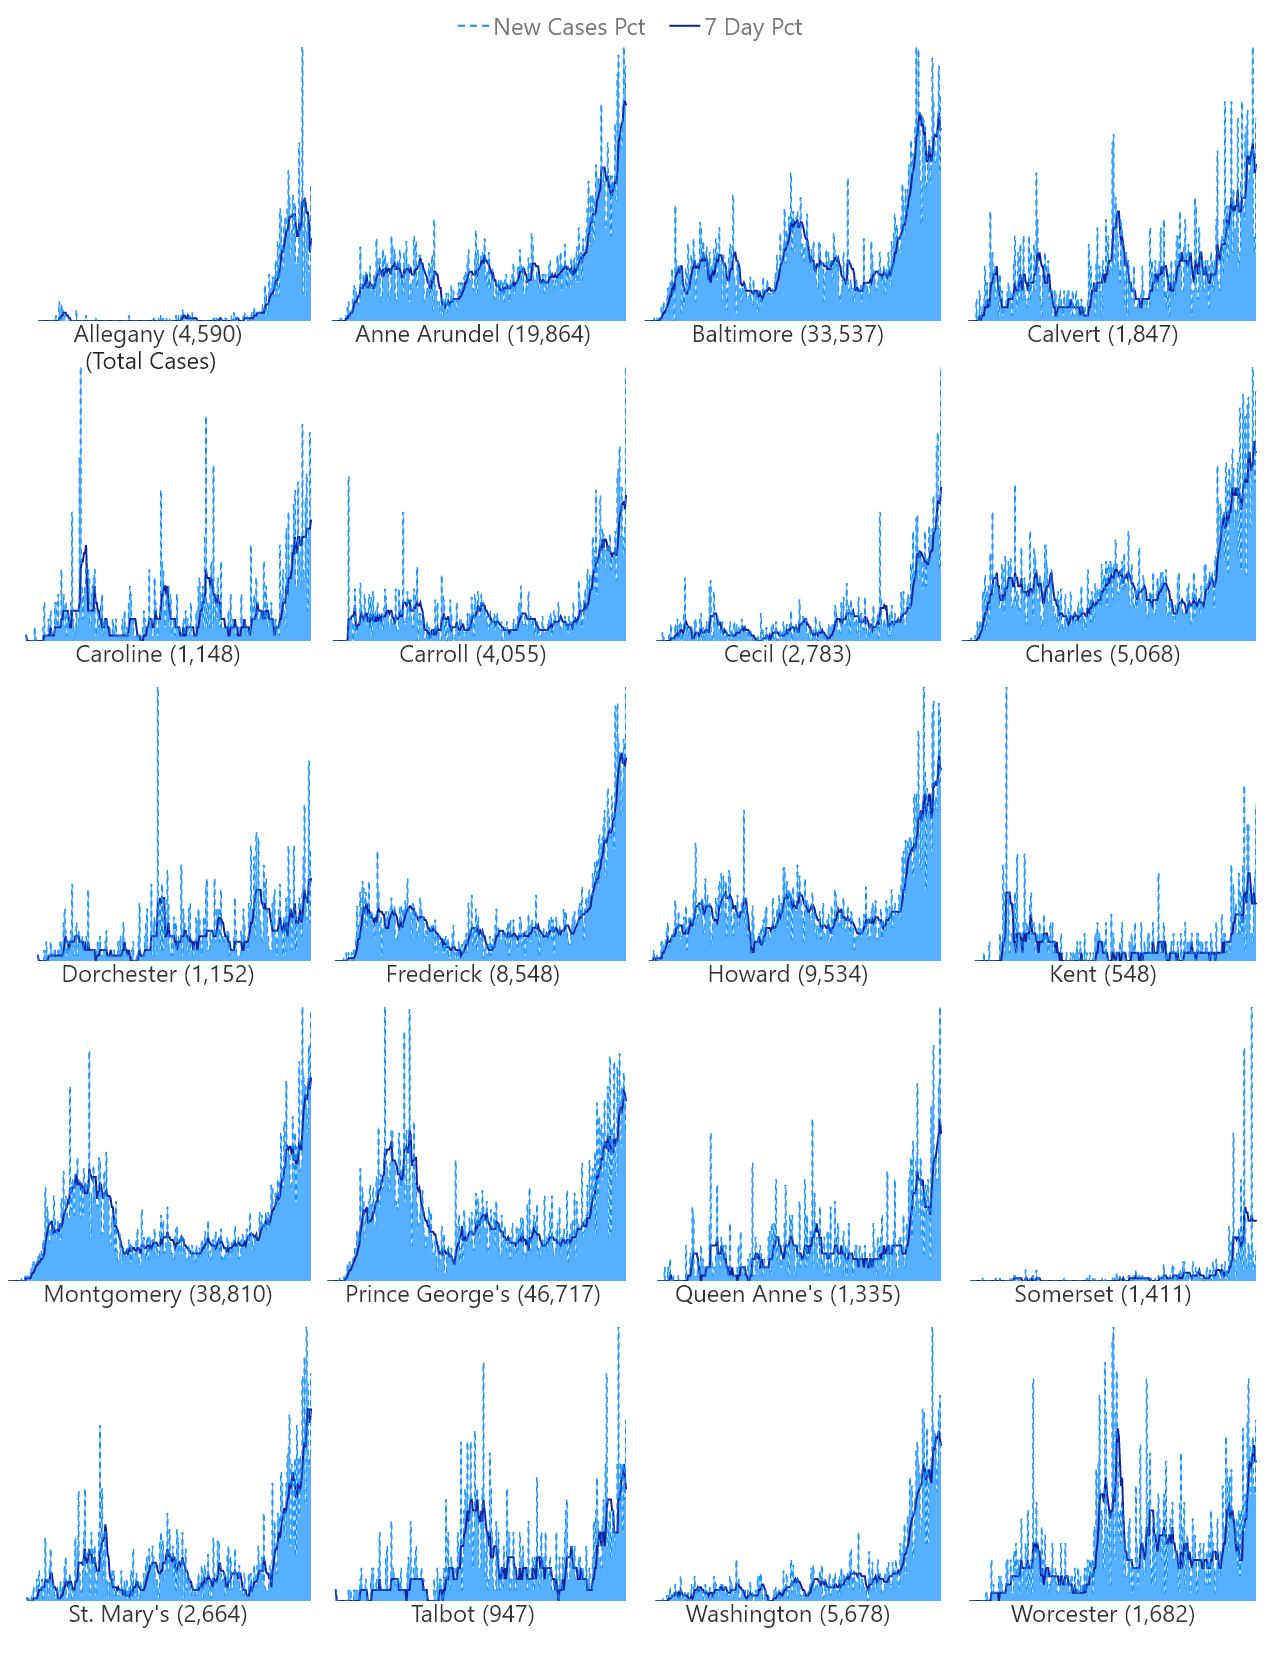 New Cases Pct 7 Day Pct
Allegany (4,590) Anne Arundel (19,864) Baltimore (33,537) Calvert (1,847)
(Total Cases)
Caroline (1,148) Carroll (4,055) Cecil (2,783) Charles (5,068)
Dorchester (1,152) Frederick (8,548) Howard (9,534) Kent (548)
Montgomery (38,810) Prince George's (46,717) Queen Anne's (1,335) Somerset (1,411)
St. Mary's (2,664) Talbot (947) Washington (5,678) Worcester (1,682)